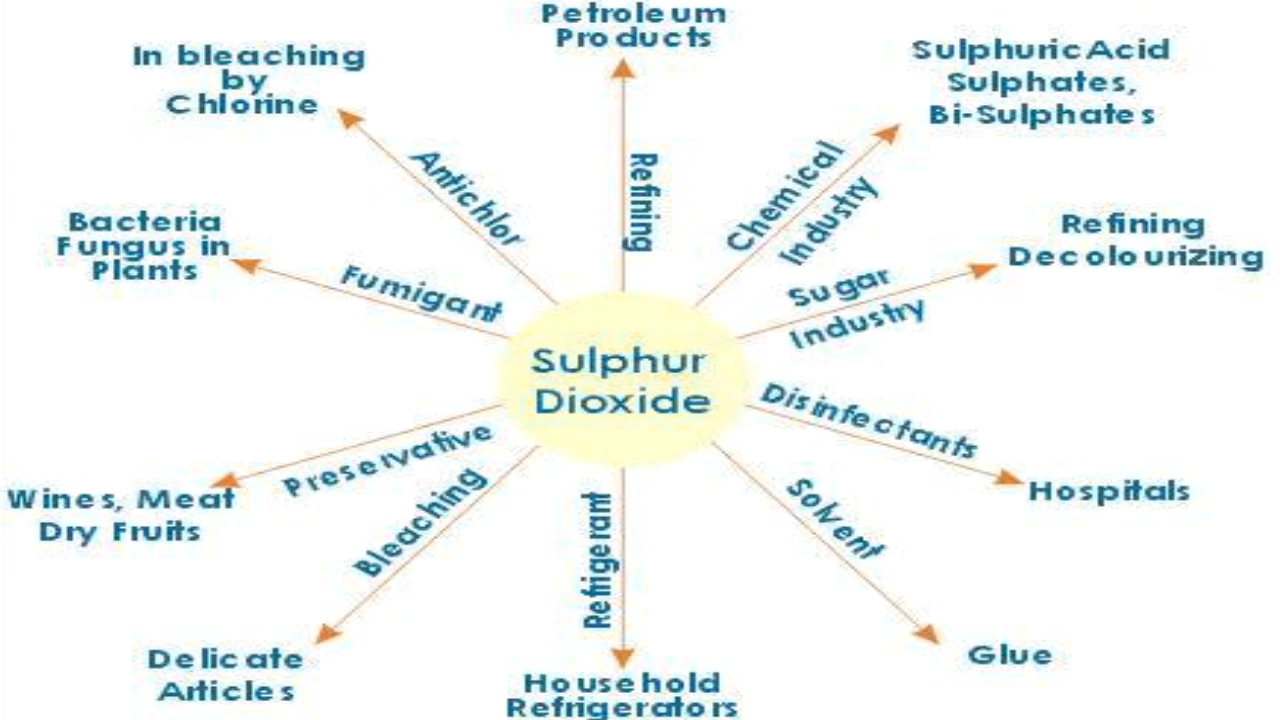 Petroleum
Products
In bleaching
by
Chlorine
Sulphuric Acid
Sulphates,
Bi-Sulphates
Antichlor
Refining
Chemical
Industry
Bacteria
Fungus in
Plants
Fumigant
Sugar
Industry
Refining
Decolourizing
Sulphur
Dioxide
Wines, Meat
Dry Fruits
Preservative
Disinfectants
Hospitals
Bleaching
Refrigerant
Solvent
Delicate
Articles
Household
Refrigerators
Glue